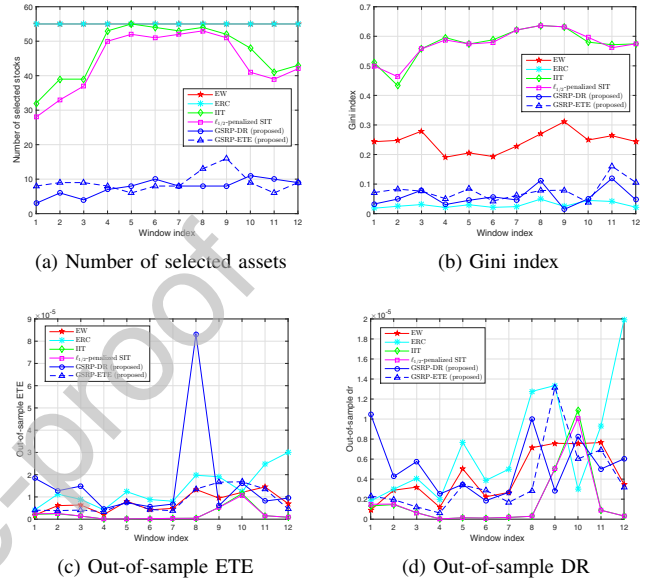 60
50
40
30
20
10
0
Number of selected stocks
EW
ERC
IIT
ℓ1/2-penalized SIT
GSRP-DR (proposed)
GSRP-ETE (proposed)
1 2 3 4 5 6 7 8 9 10 11 12
Window index
(a) Number of selected assets
0.7
0.6
0.5
0.4
0.3
0.2
0.1
0
Gini index
EW
ERC
IIT
ℓ1/2-penalized SIT
GSRP-DR (proposed)
GSRP-ETE (proposed)
1 2 3 4 5 6 7 8 9 10 11 12
Window index
(b) Gini index
×10-5
9
8
7
6
5
4
3
2
1
0
Out-of-sample ETE
EW
ERC
IIT
ℓ1/2-penalized SIT
GSRP-DR (proposed)
GSRP-ETE (proposed)
1 2 3 4 5 6 7 8 9 10 11 12
Window index
(c) Out-of-sample ETE
×10-5
2
1.8
1.6
1.4
1.2
1
0.8
0.6
0.4
0.2
0
Out-of-sample dr
EW
ERC
IIT
ℓ1/2-penalized SIT
GSRP-DR (proposed)
GSRP-ETE (proposed)
1 2 3 4 5 6 7 8 9 10 11 12
Window index
(d) Out-of-sample DR
e-proof